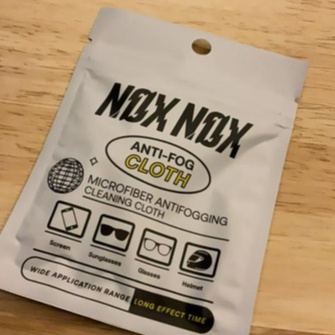 NOX NOX
ANTI-FOG
CLOTH
MICROFIBER ANTIFOGGING
CLEANING CLOTH
Screen Sunglasses Glasses Helmet
WIDE APPLICATION RANGE LONG EFFECT TIME